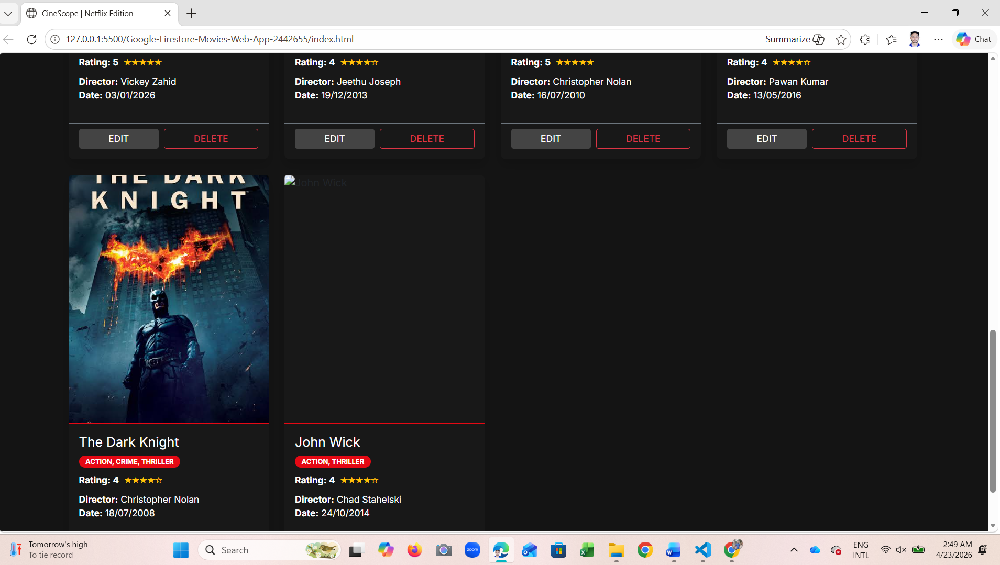 CineScope | Netflix Edition
127.0.0.1:5500/Google-Firestore-Movies-Web-App-2442655/index.html
Summarize
Chat
Rating: 5 ★★★★★
Rating: 4 ★★★★☆
Rating: 5 ★★★★★
Rating: 4 ★★★★☆
Director: Vickey Zahid
Director: Jeethu Joseph
Director: Christopher Nolan
Director: Pawan Kumar
Date: 03/01/2026
Date: 19/12/2013
Date: 16/07/2010
Date: 13/05/2016
EDIT
DELETE
EDIT
DELETE
EDIT
DELETE
EDIT
DELETE
THE DARK
KNIGHT
John Wick
The Dark Knight
John Wick
ACTION, CRIME, THRILLER
ACTION, THRILLER
Rating: 4 ★★★★☆
Rating: 4 ★★★★☆
Director: Christopher Nolan
Director: Chad Stahelski
Date: 18/07/2008
Date: 24/10/2014
Tomorrow's high
To tie record
Search
zoom
ENG
INTL
2:49 AM
4/23/2026